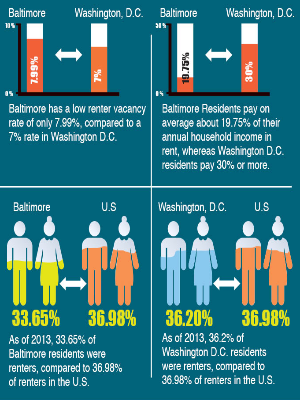 Baltimore Washington, D.C.
10%
7.99%
7%
0%
Baltimore has a low renter vacancy
rate of only 7.99%, compared to a
7% rate in Washington D.C.
Baltimore Washington, D.C.
50%
19.75%
30%
0%
Baltimore Residents pay on
average about 19.75% of their
annual household income in
rent, whereas Washington D.C.
residents pay 30% or more.
Baltimore U.S
33.65% 36.98%
As of 2013, 33.65% of
Baltimore residents were
renters, compared to 36.98%
of renters in the U.S.
Washington, D.C. U.S
36.20% 36.98%
As of 2013, 36.2% of
Washington D.C. residents
were renters, compared to
36.98% of renters in the U.S.